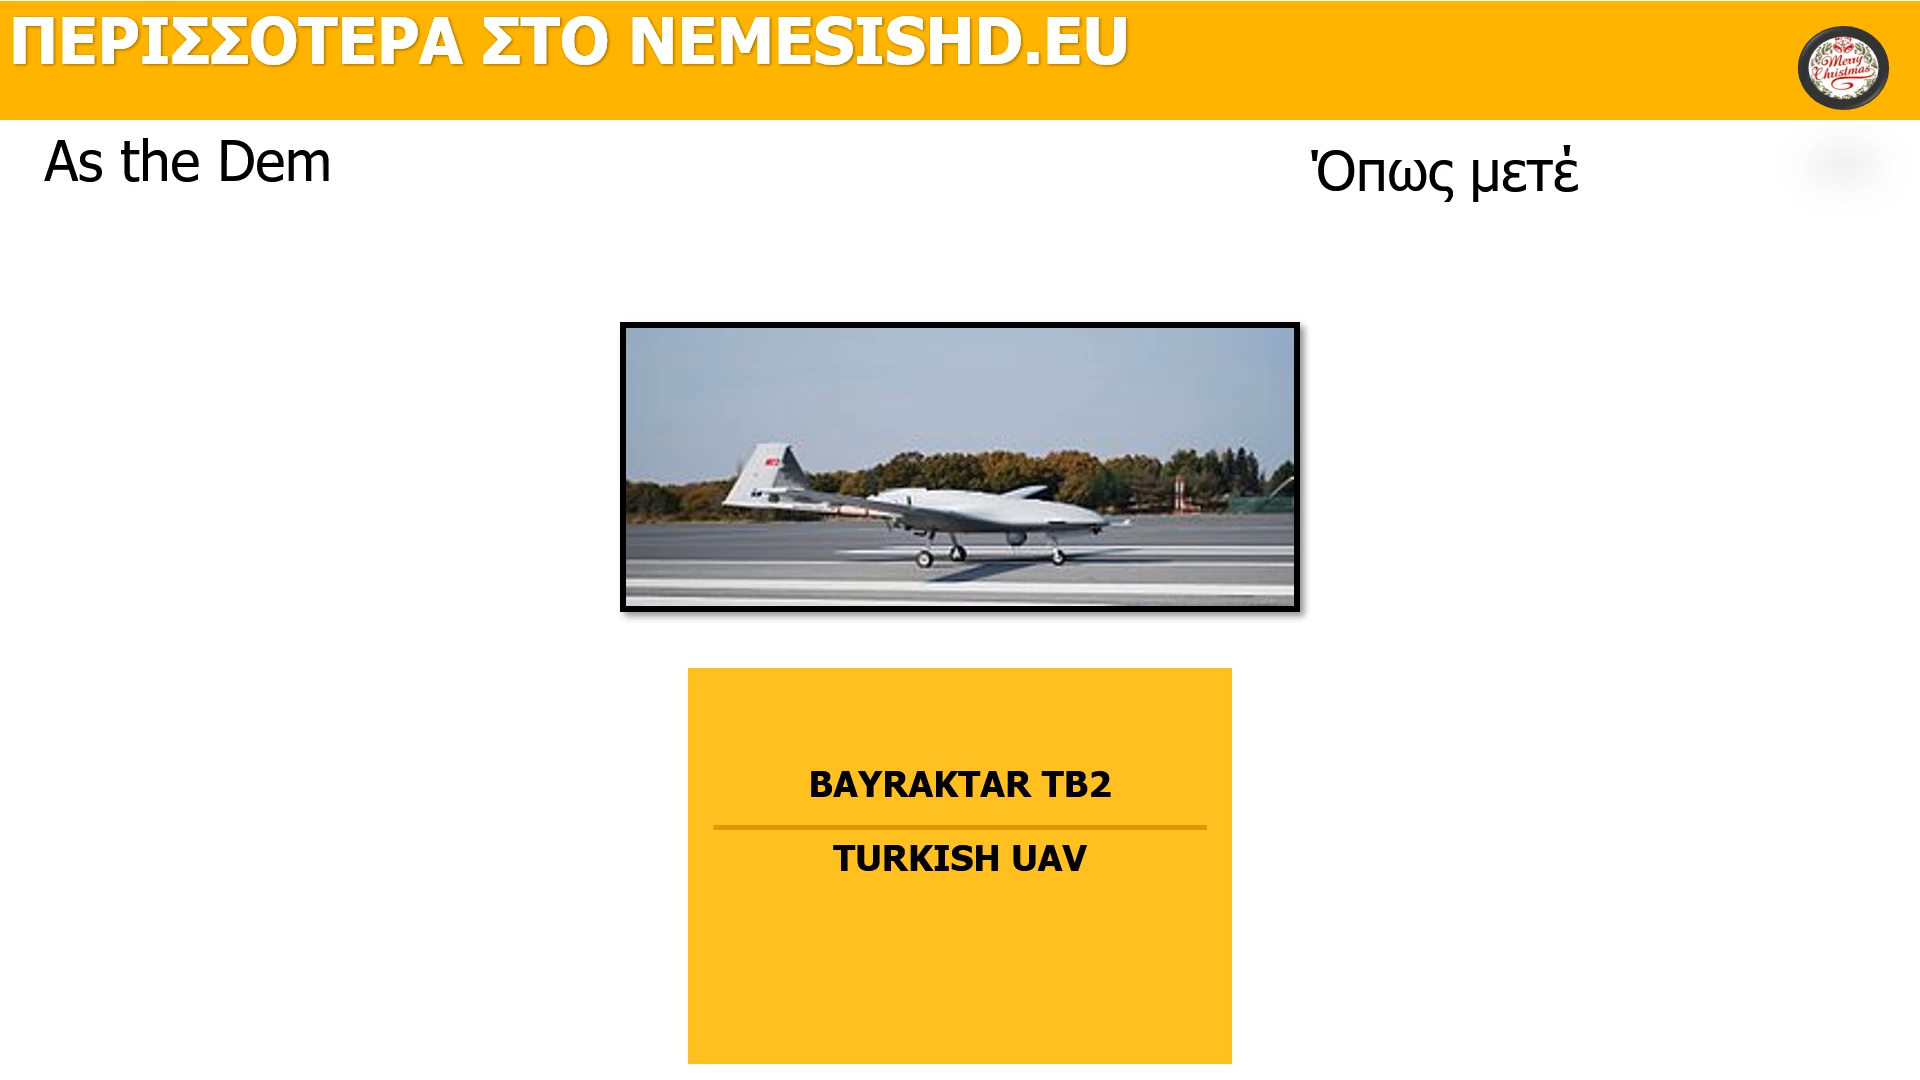 ΠΕΡΙΣΣΟΤΕΡΑ ΣΤΟ NEMESISHD.EU
Merry
Christmas
As the Dem
Όπως μετέ
BAYRAKTAR TB2
TURKISH UAV